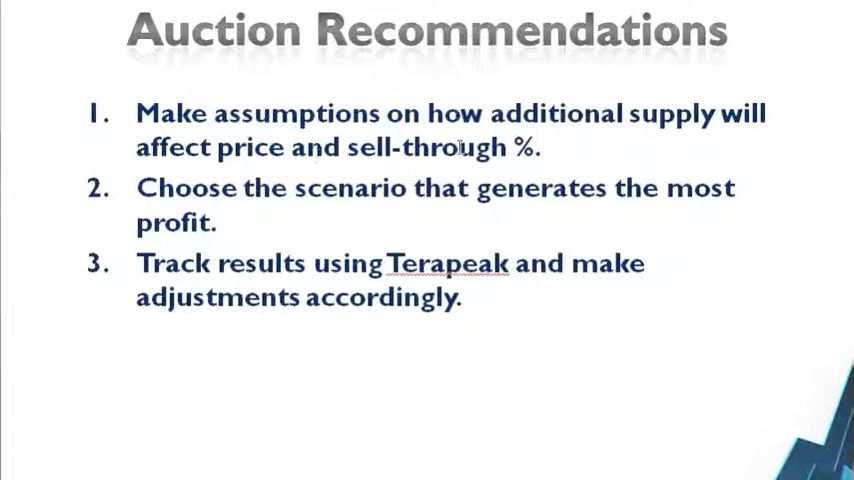 Auction Recommendations
1. Make assumptions on how additional supply will
affect price and sell-through %.
2. Choose the scenario that generates the most
profit.
3. Track results using Terapeak and make
adjustments accordingly.